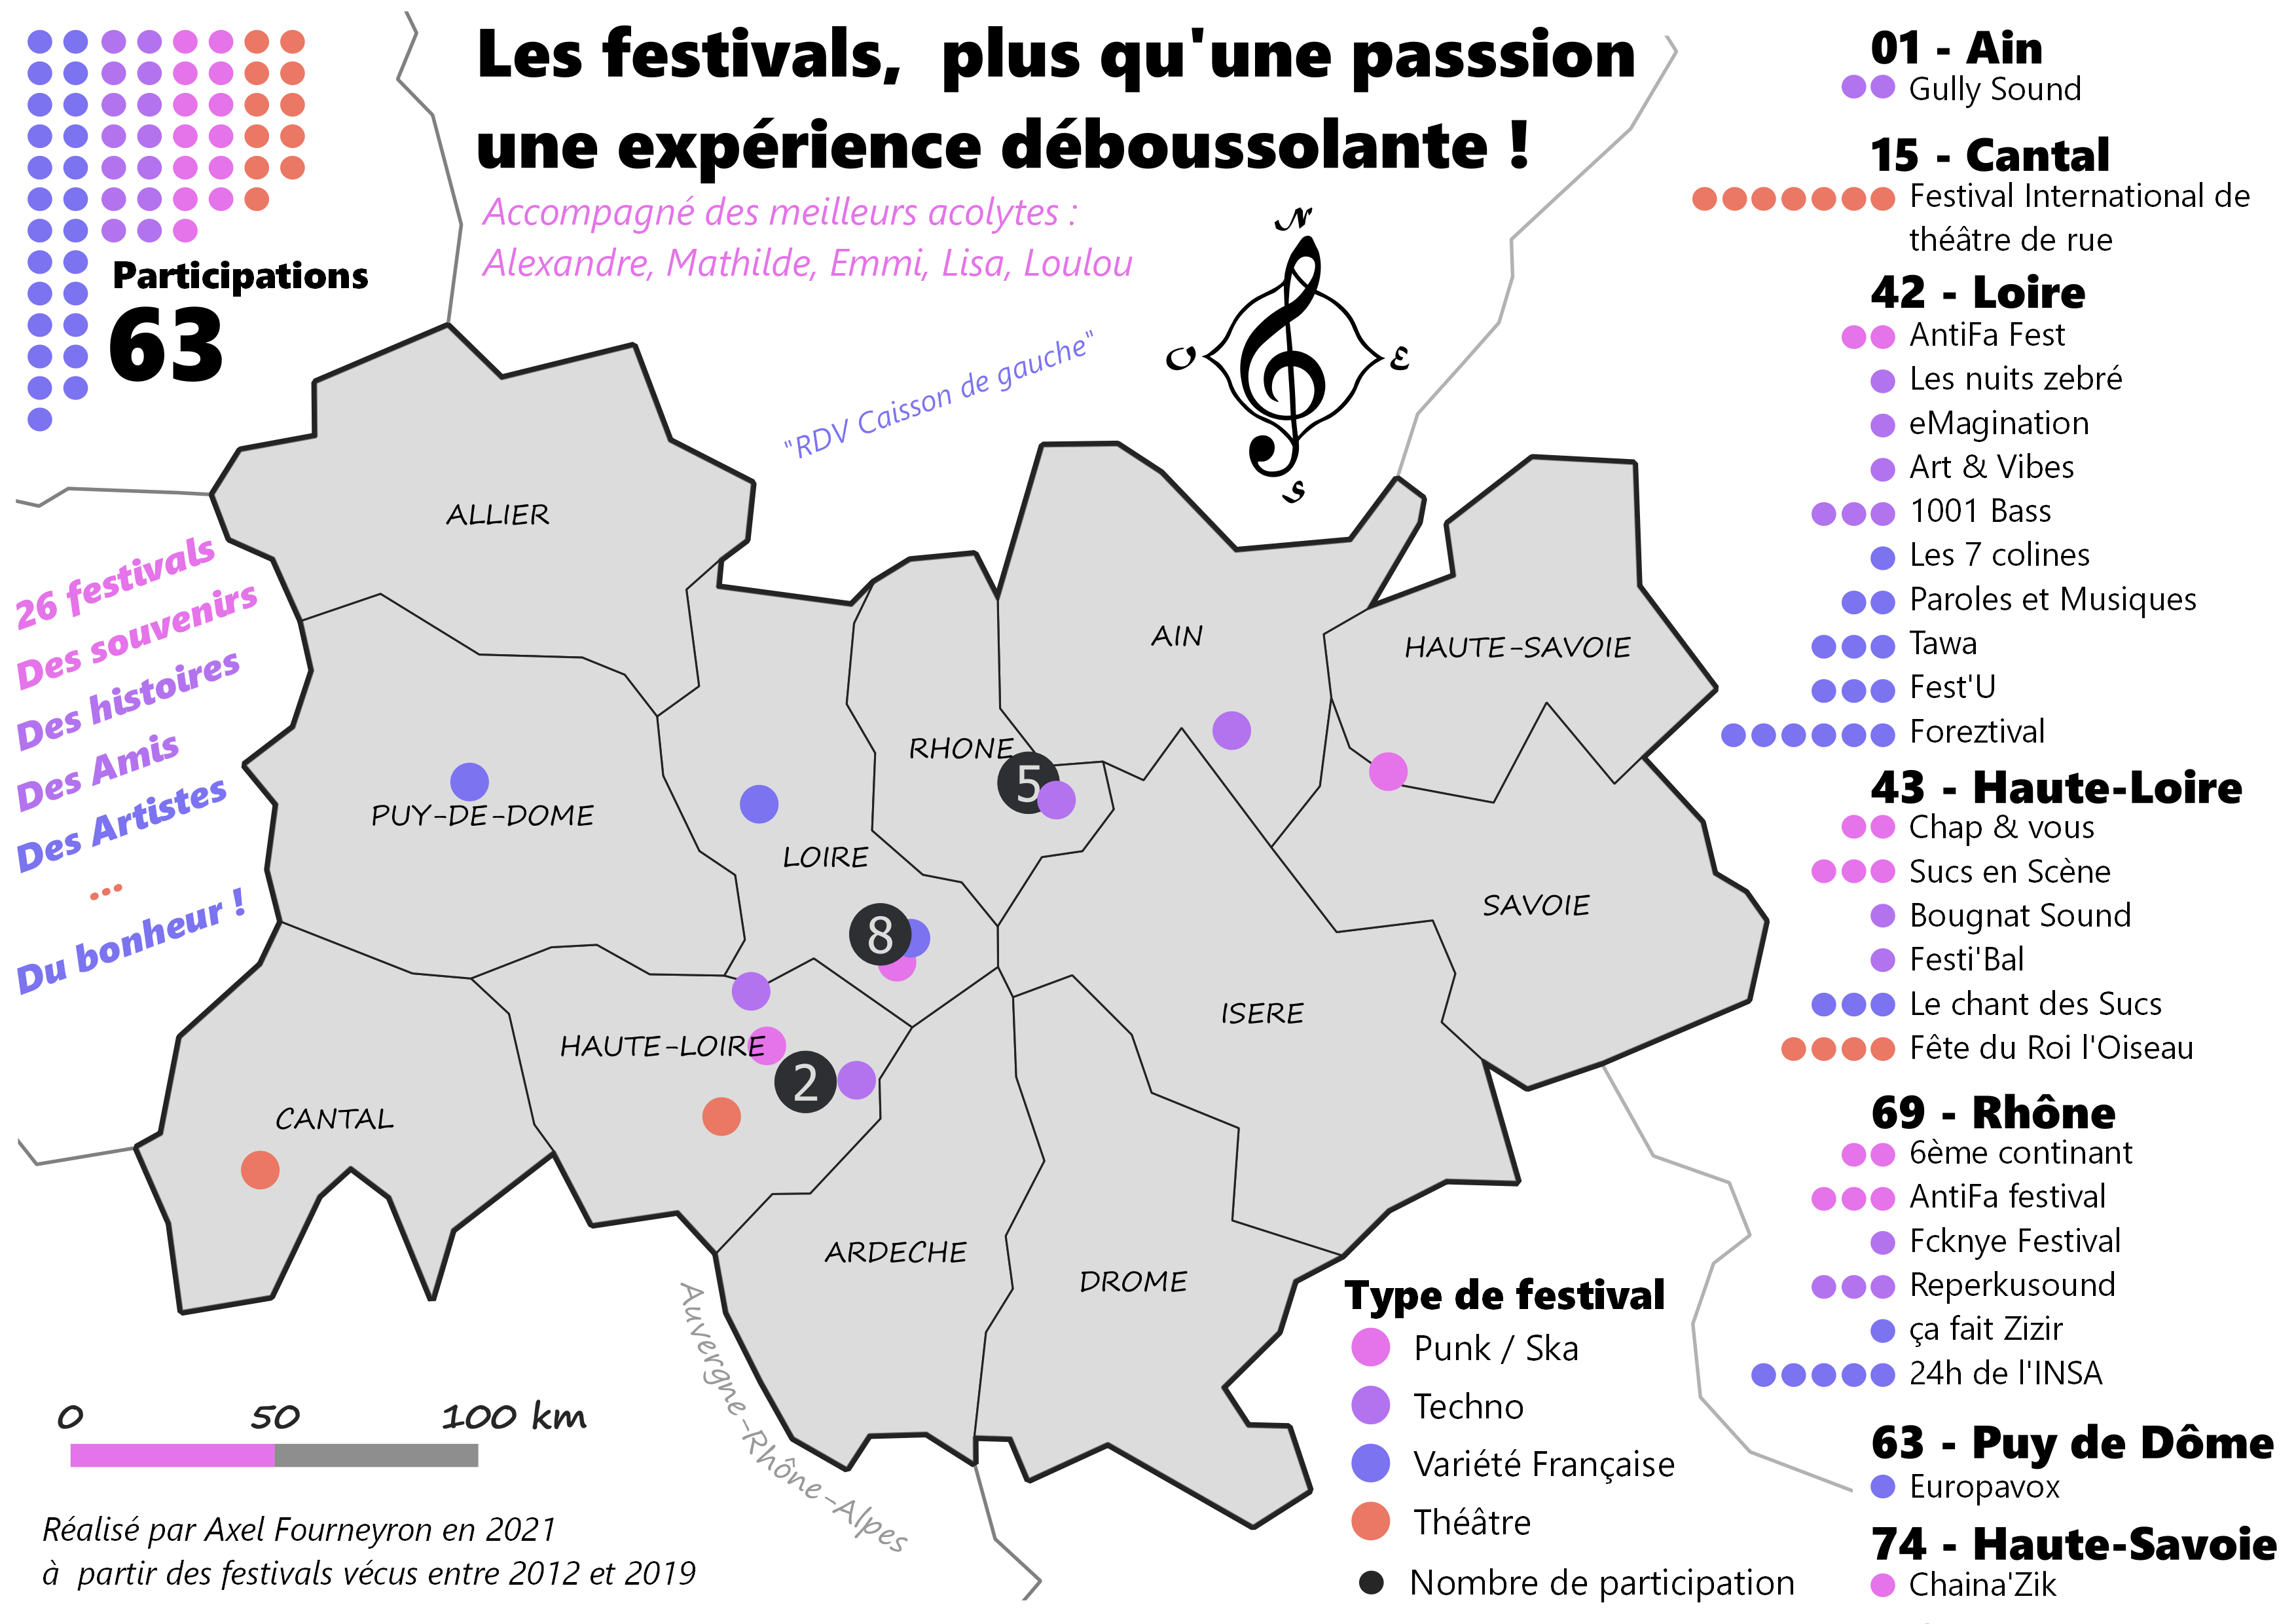 Les festivals, plus qu'une passsion
une expérience déboussolante !
Accompagné des meilleurs acolytes :
Alexandre, Mathilde, Emmi, Lisa, Loulou
Participations
63
"RDV Caisson de gauche"
N
O
E
S
26 festivals
Des souvenirs
Des histoires
Des Amis
Des Artistes
...
Du bonheur !
ALLIER
AIN
HAUTE-SAVOIE
RHONE
5
PUY-DE-DOME
LOIRE
SAVOIE
8
ISERE
HAUTE-LOIRE
2
CANTAL
ARDECHE
DROME
Auvergne-Rhône-Alpes
01 - Ain
Gully Sound
15 - Cantal
Festival International de
théâtre de rue
42 - Loire
AntiFa Fest
Les nuits zebré
eMagination
Art & Vibes
1001 Bass
Les 7 colines
Paroles et Musiques
Tawa
Fest'U
Foreztival
43 - Haute-Loire
Chap & vous
Sucs en Scène
Bougnat Sound
Festi'Bal
Le chant des Sucs
Fête du Roi l'Oiseau
69 - Rhône
6ème continant
AntiFa festival
Fcknye Festival
Reperkusound
ça fait Zizir
24h de l'INSA
63 - Puy de Dôme
Europavox
74 - Haute-Savoie
Chaina'Zik
Type de festival
Punk / Ska
Techno
Variété Française
Théâtre
Nombre de participation
0 50 100 km
Réalisé par Axel Fourneyron en 2021
à partir des festivals vécus entre 2012 et 2019